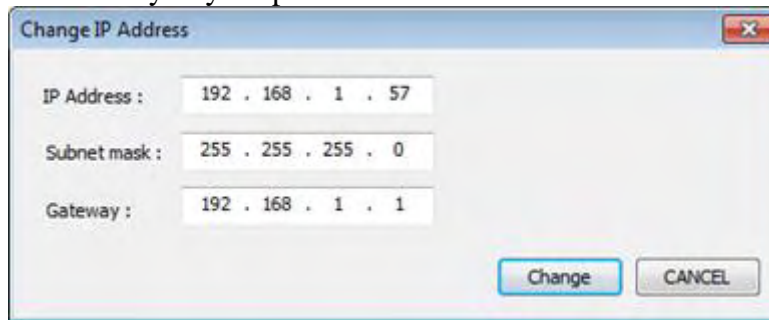 Change IP Address
IP Address : 192 . 168 . 1 . 57
Subnet mask : 255 . 255 . 255 . 0
Gateway : 192 . 168 . 1 . 1
Change CANCEL